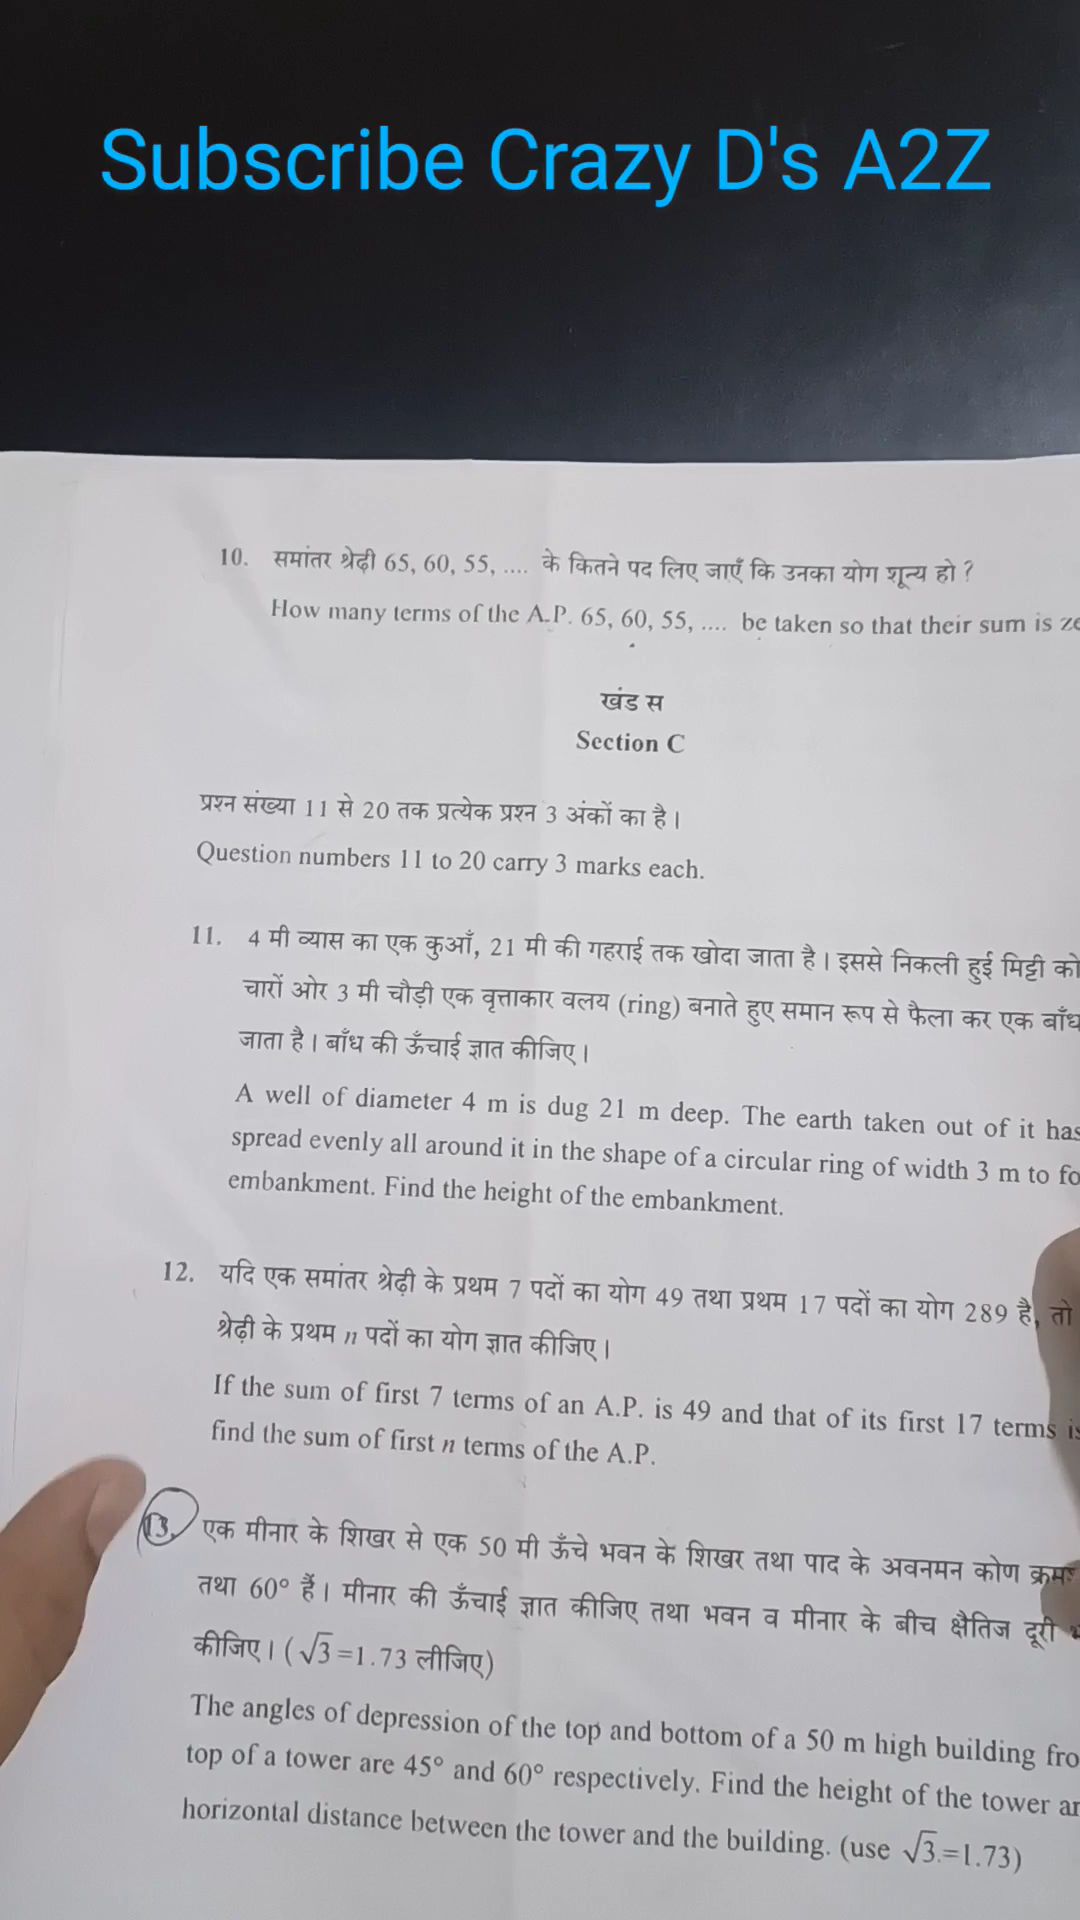 Subscribe Crazy D's A2Z
10. समांतर श्रेढ़ी 65, 60, 55, .... के कितने पद लिए जाएँ कि उनका योग शून्य हो ?
How many terms of the A.P. 65, 60, 55, .... be taken so that their sum is
खंड स
Section C
प्रश्न संख्या 11 से 20 तक प्रत्येक प्रश्न 3 अंकों का है।
Question numbers 11 to 20 carry 3 marks each.
11. 4 मी व्यास का एक कुआँ, 21 मी की गहराई तक खोदा जाता है। इससे निकली हुई मिट्टी को
चारों ओर 3 मी चौड़ी एक वृत्ताकार वलय (ring) बनाते हुए समान रूप से फैला कर एक बाँध
जाता है। बाँध की ऊँचाई ज्ञात कीजिए।
A well of diameter 4 m is dug 21 m deep. The earth taken out of it has
spread evenly all around it in the shape of a circular ring of width 3 m to
embankment. Find the height of the embankment.
12. यदि एक समांतर श्रेढ़ी के प्रथम 7 पदों का योग 49 तथा प्रथम 17 पदों का योग 289 है, तो
श्रेढ़ी के प्रथम n पदों का योग ज्ञात कीजिए।
If the sum of first 7 terms of an A.P. is 49 and that of its first 17 terms is
find the sum of first n terms of the A.P.
13. एक मीनार के शिखर से एक 50 मी ऊँचे भवन के शिखर तथा पाद के अवनमन कोण
तथा 60° हैं। मीनार की ऊँचाई ज्ञात कीजिए तथा भवन व मीनार के बीच क्षैतिज दूरी
कीजिए। (√3=1.73 लीजिए)
The angles of depression of the top and bottom of a 50 m high building
top of a tower are 45° and 60° respectively. Find the height of the tower
horizontal distance between the tower and the building. (use √3=1.73)